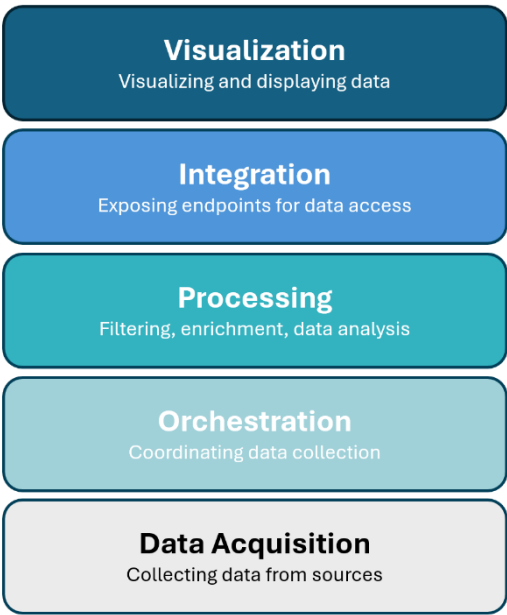 Visualization
Visualizing and displaying data
Integration
Exposing endpoints for data access
Processing
Filtering, enrichment, data analysis
Orchestration
Coordinating data collection
Data Acquisition
Collecting data from sources